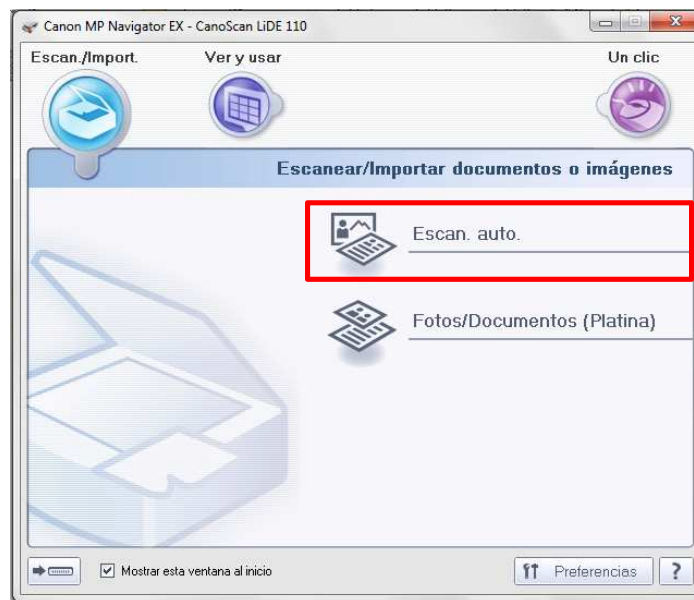 Canon MP Navigator EX - CanoScan LiDE 110
Escan./Import.
Ver y usar
Un clic
Escanear/Importar documentos o imágenes
Escan. auto.
Fotos/Documentos (Platina)
Mostrar esta ventana al inicio
Preferencias
?